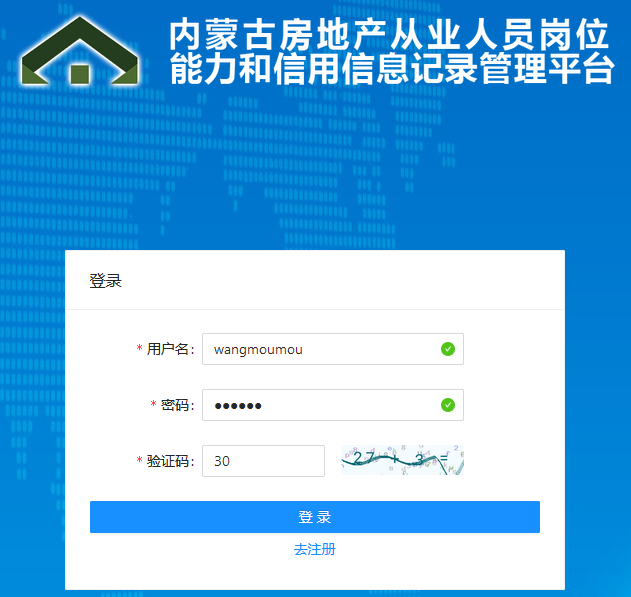 内蒙古房地产从业人员岗位
能力和信用信息记录管理平台
登录
* 用户名: wangmoumou
* 密码: ●●●●●●
* 验证码: 30 27 + 3 =
登 录
去注册